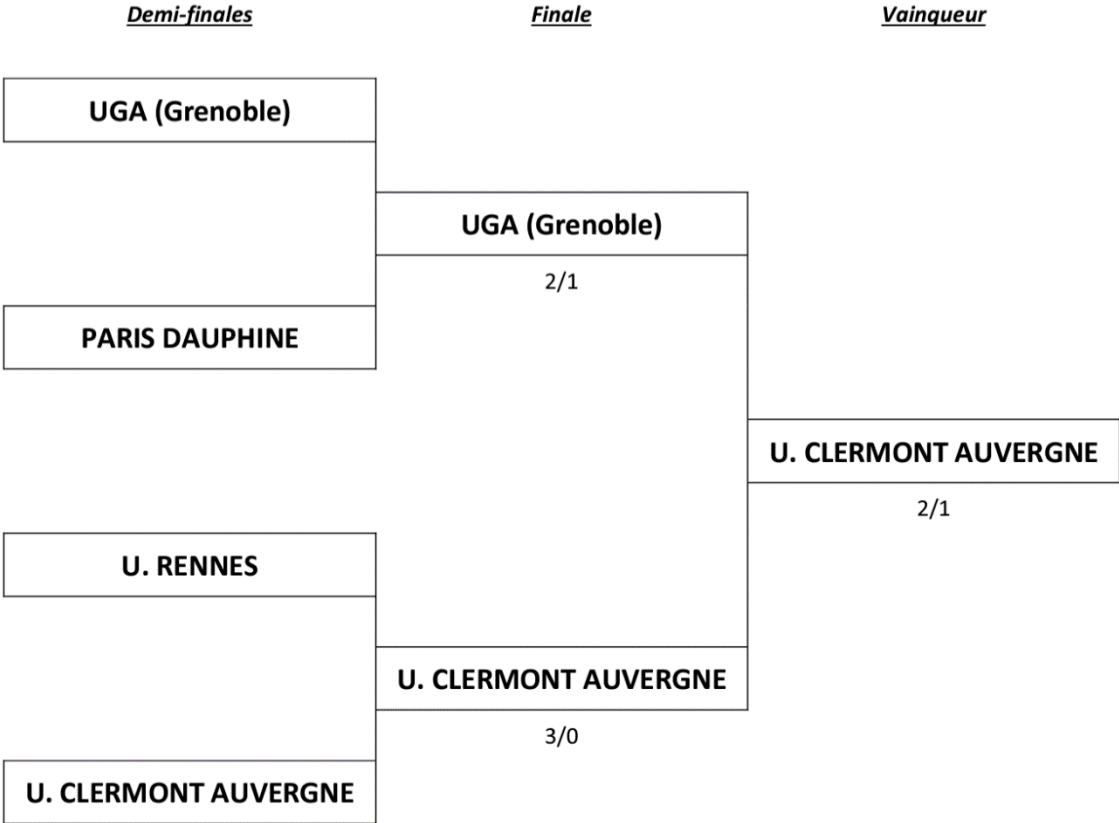 Demi-finales
Finale
Vainqueur
UGA (Grenoble)
UGA (Grenoble)
2/1
PARIS DAUPHINE
U. CLERMONT AUVERGNE
2/1
U. RENNES
U. CLERMONT AUVERGNE
3/0
U. CLERMONT AUVERGNE